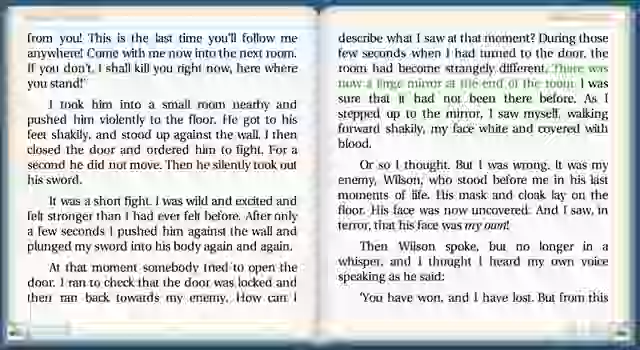 from you! This is the last time you'll follow me
anywhere! Come with me now into the next room.
If you don't, I shall kill you right now, here where
you stand!'
I took him into a small room nearby and
pushed him violently to the floor. He got to his
feet shakily, and stood up against the wall. I then
closed the door and ordered him to fight. For a
second he did not move. Then he silently took out
his sword.
It was a short fight. I was wild and excited and
felt stronger than I had ever felt before. After only
a few seconds I pushed him against the wall and
plunged my sword into his body again and again.
At that moment somebody tried to open the
door. I ran to check that the door was locked and
then ran back towards my enemy. How can I
describe what I saw at that moment? During those
few seconds when I had turned to the door, the
room had become strangely different. There was
now a large mirror at the end of the room. I was
sure that it had not been there before. As I
stepped up to the mirror, I saw myself, walking
forward shakily, my face white and covered with
blood.
Or so I thought. But I was wrong. It was my
enemy, Wilson, who stood before me in his last
moments of life. His mask and cloak lay on the
floor. His face was now uncovered. And I saw, in
terror, that his face was my own!
Then Wilson spoke, but no longer in a
whisper, and I thought I heard my own voice
speaking as he said:
'You have won, and I have lost. But from this